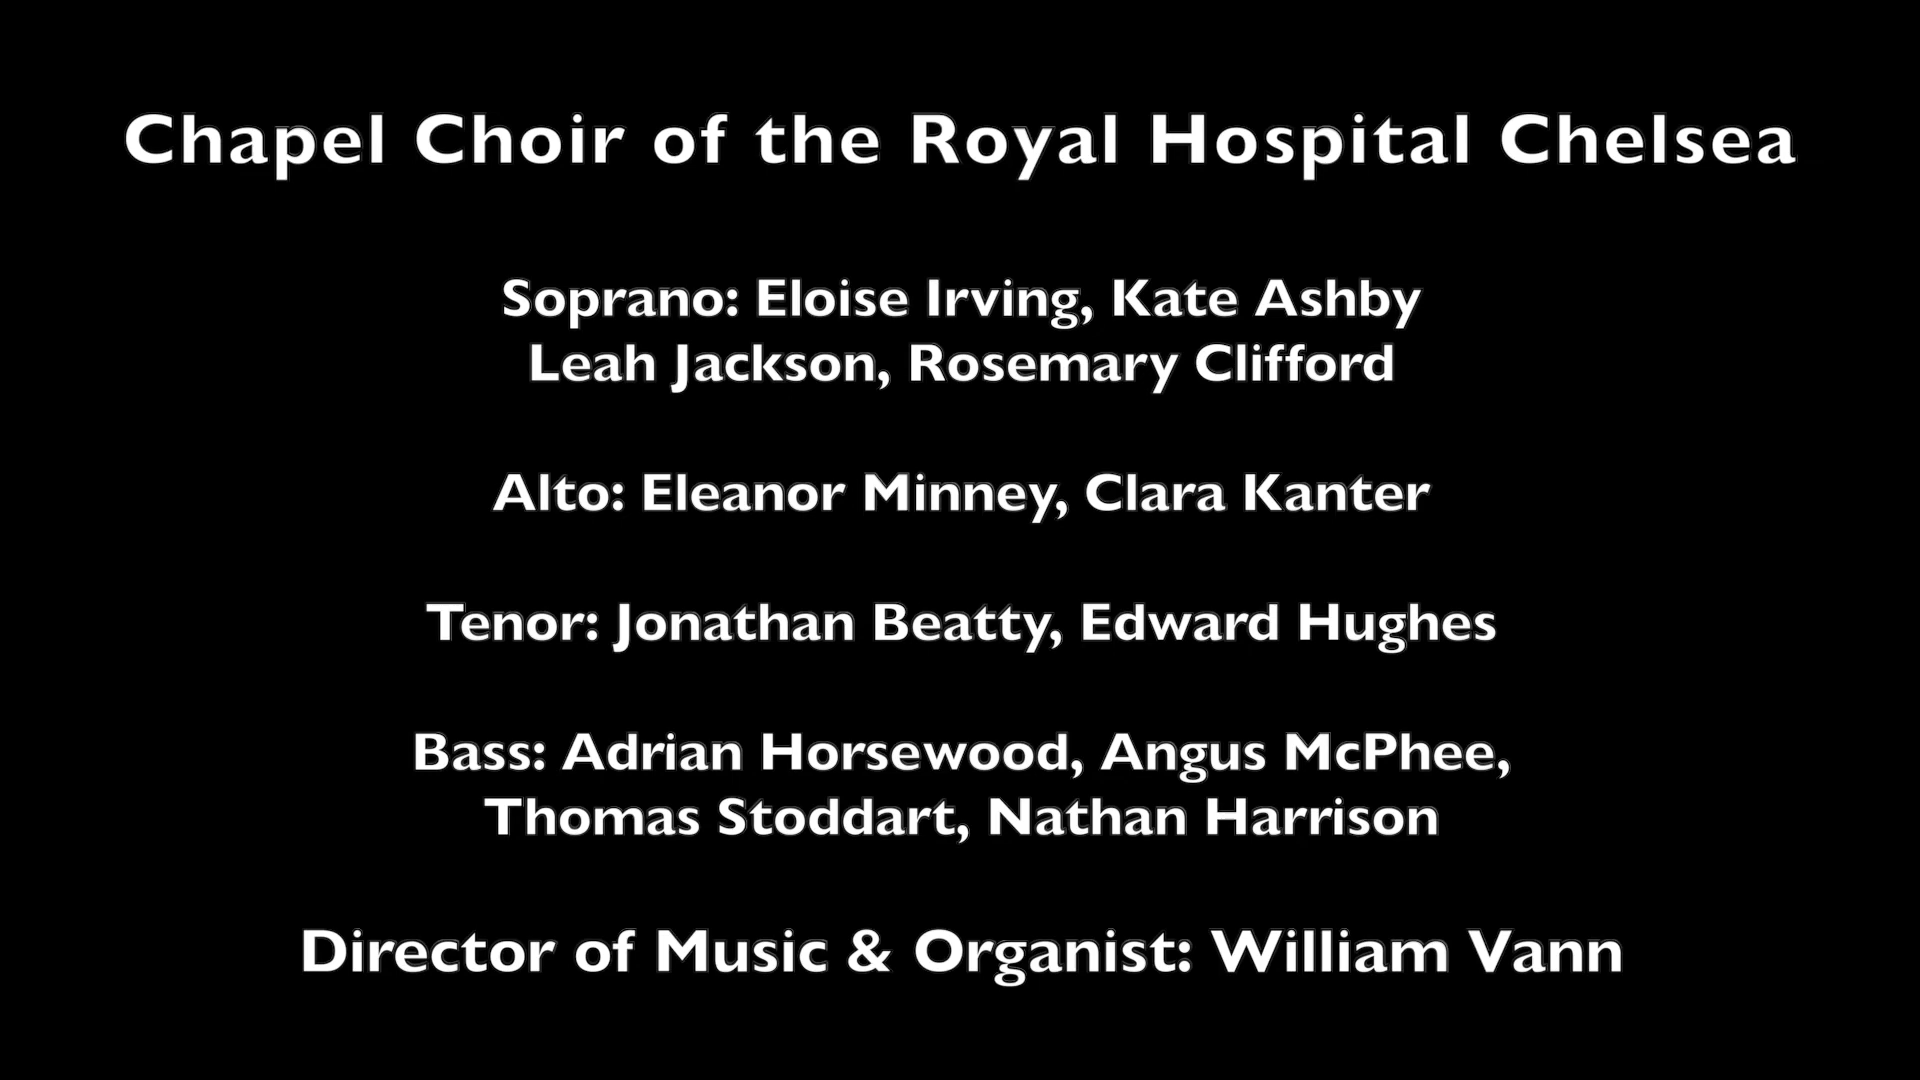 Chapel Choir of the Royal Hospital Chelsea
Soprano: Eloise Irving, Kate Ashby
Leah Jackson, Rosemary Clifford
Alto: Eleanor Minney, Clara Kanter
Tenor: Jonathan Beatty, Edward Hughes
Bass: Adrian Horsewood, Angus McPhee,
Thomas Stoddart, Nathan Harrison
Director of Music & Organist: William Vann